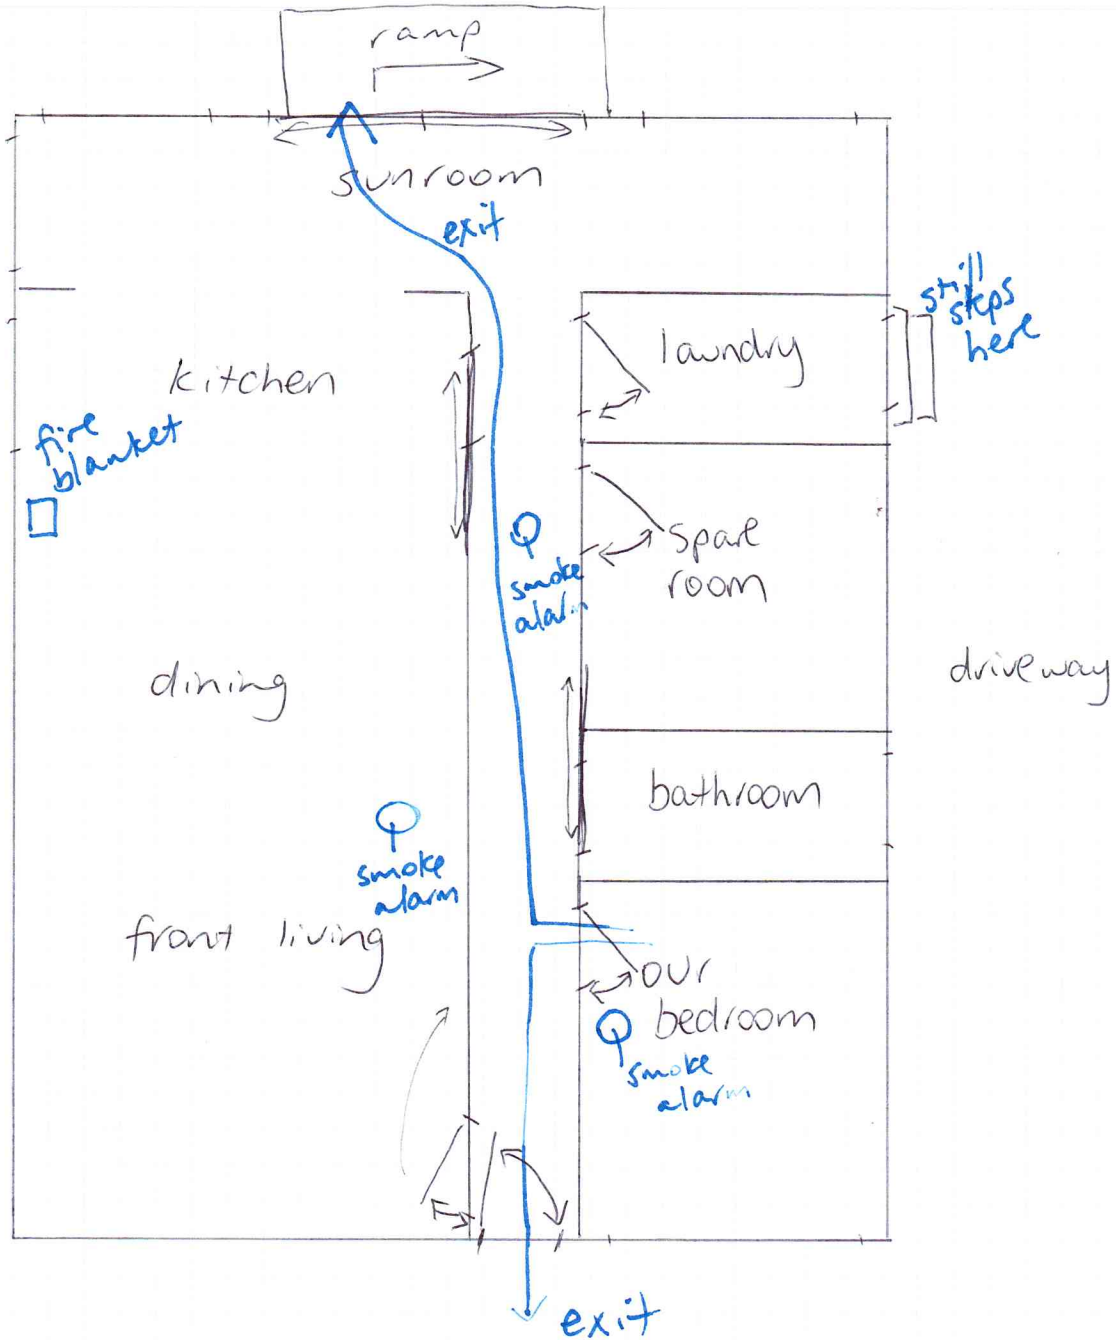 ramp
sunroom
exit
still
steps
here
kitchen
laundry
fire
blanket
spare
room
smoke
alarm
dining
driveway
bathroom
smoke
alarm
front living
our
bedroom
smoke
alarm
exit